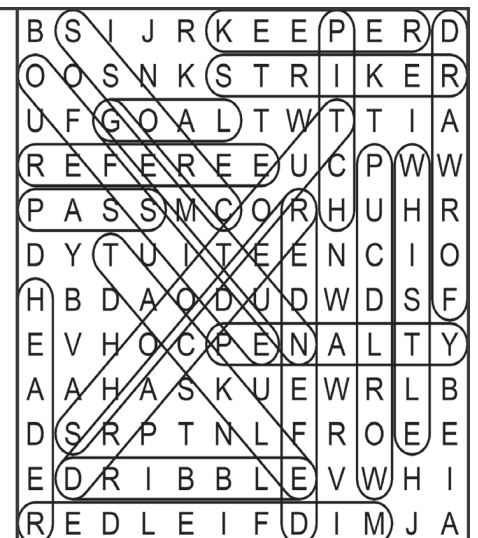 B S I J R K E E P E R D
O O S N K S T R I K E R
U F G O A L T W T T I A
R E F E R E E U C P W W
P A S S M C O R H U H R
D Y T U I T E E N C I O
H B D A O D U D W D S F
E V H O C P E N A L T Y
A A H A S K U E W R L B
D S R P T N L F R O E E
E D R I B B L E V W H I
R E D L E I F D I M J A